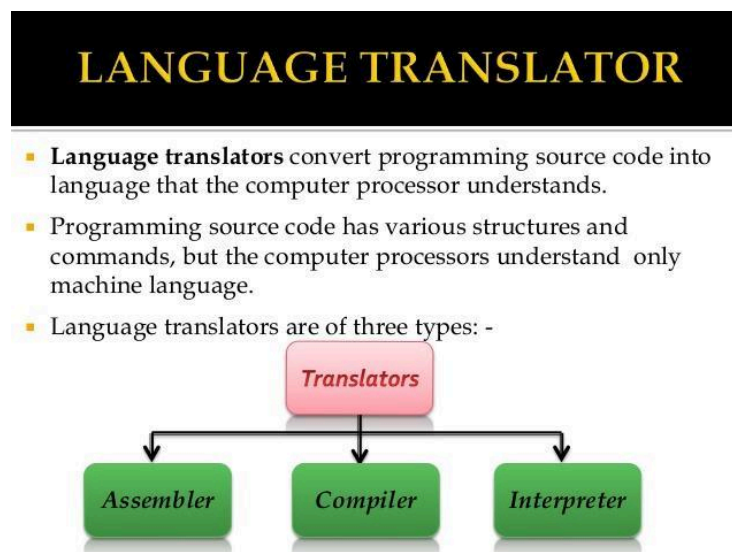 LANGUAGE TRANSLATOR
Language translators convert programming source code into
language that the computer processor understands.
Programming source code has various structures and
commands, but the computer processors understand only
machine language.
Language translators are of three types: -
Translators
Assembler
Compiler
Interpreter